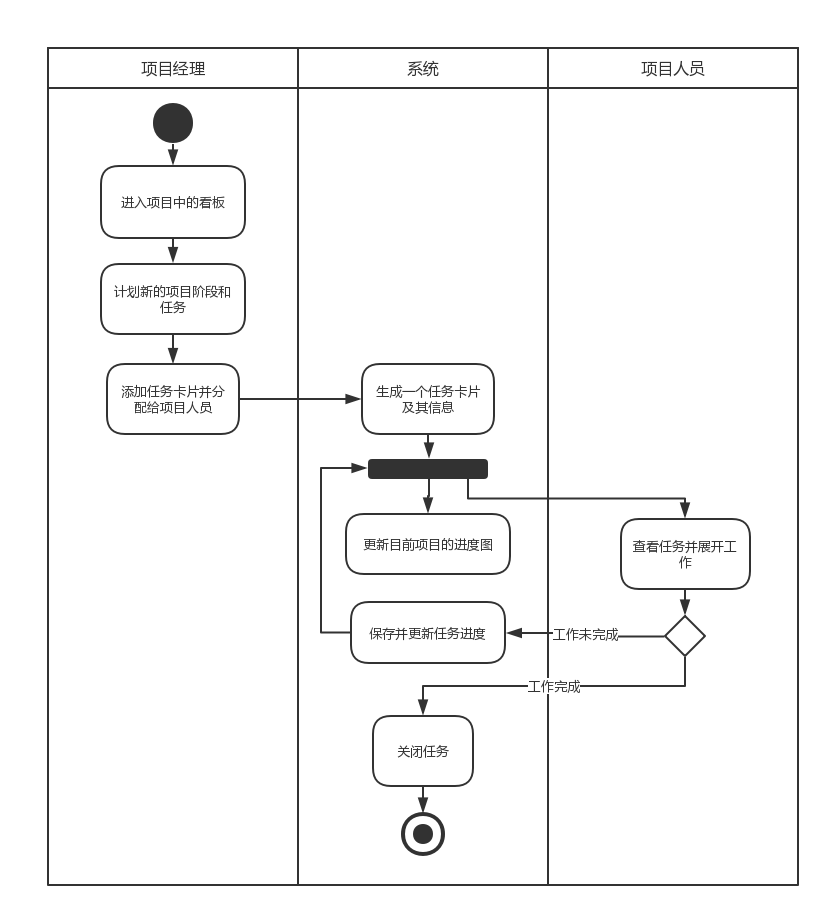 项目经理
系统
项目人员
进入项目中的看板
计划新的项目阶段和
任务
添加任务卡片并分
配给项目人员
生成一个任务卡片
及其信息
更新目前项目的进度图
查看任务并展开工
作
保存并更新任务进度
工作未完成
工作完成
关闭任务